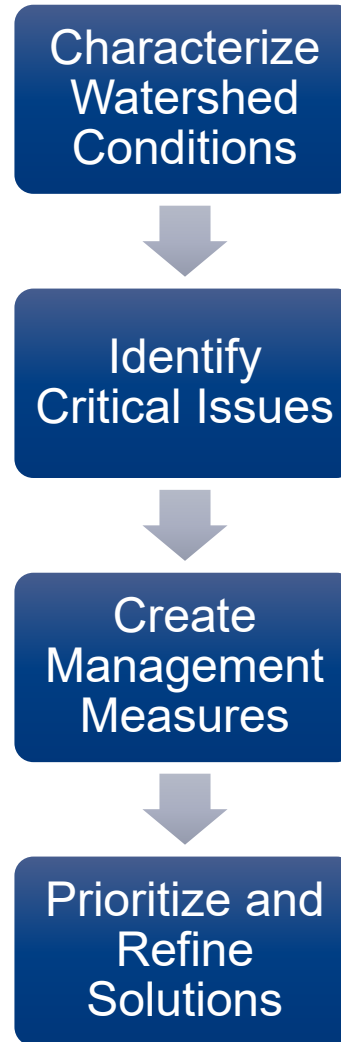 Characterize
Watershed
Conditions
Identify
Critical Issues
Create
Management
Measures
Prioritize and
Refine
Solutions